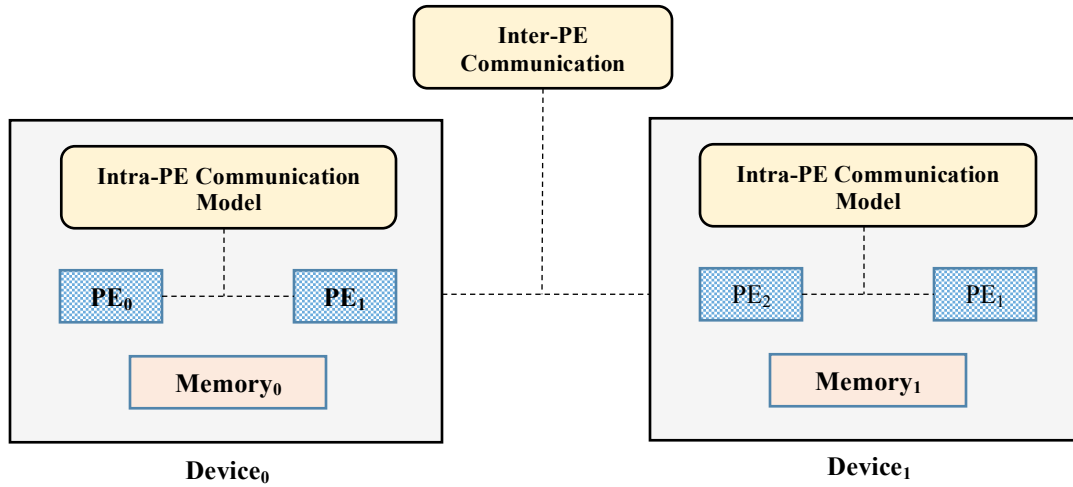 Inter-PE
Communication
Intra-PE Communication
Model
PE₀
PE₁
Memory₀
Device₀
Intra-PE Communication
Model
PE₂
PE₁
Memory₁
Device₁